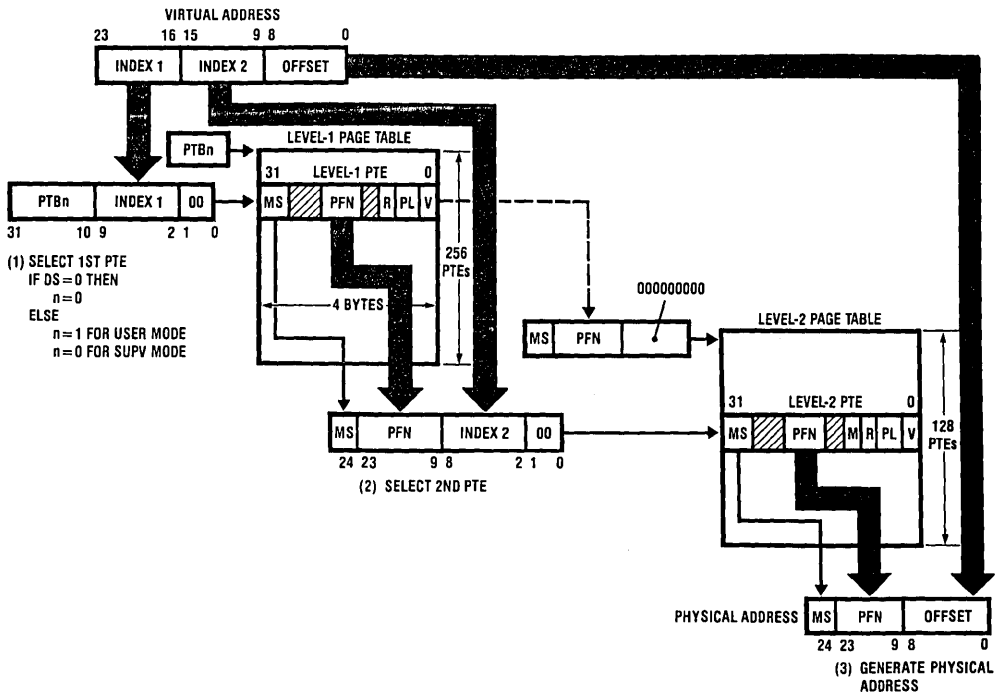 VIRTUAL ADDRESS
23 16 15 9 8 0
INDEX 1 INDEX 2 OFFSET
PTBn
LEVEL-1 PAGE TABLE
31 LEVEL-1 PTE 0
MS PFN R PL V
PTBn INDEX 1 00
31 10 9 2 1 0
(1) SELECT 1ST PTE
IF DS=0 THEN
n=0
ELSE
n=1 FOR USER MODE
n=0 FOR SUPV MODE
256
PTEs
4 BYTES
000000000
MS PFN
LEVEL-2 PAGE TABLE
31 LEVEL-2 PTE 0
MS PFN M R PL V
128
PTEs
MS PFN INDEX 2 00
24 23 9 8 2 1 0
(2) SELECT 2ND PTE
PHYSICAL ADDRESS MS PFN OFFSET
24 23 9 8 0
(3) GENERATE PHYSICAL
ADDRESS